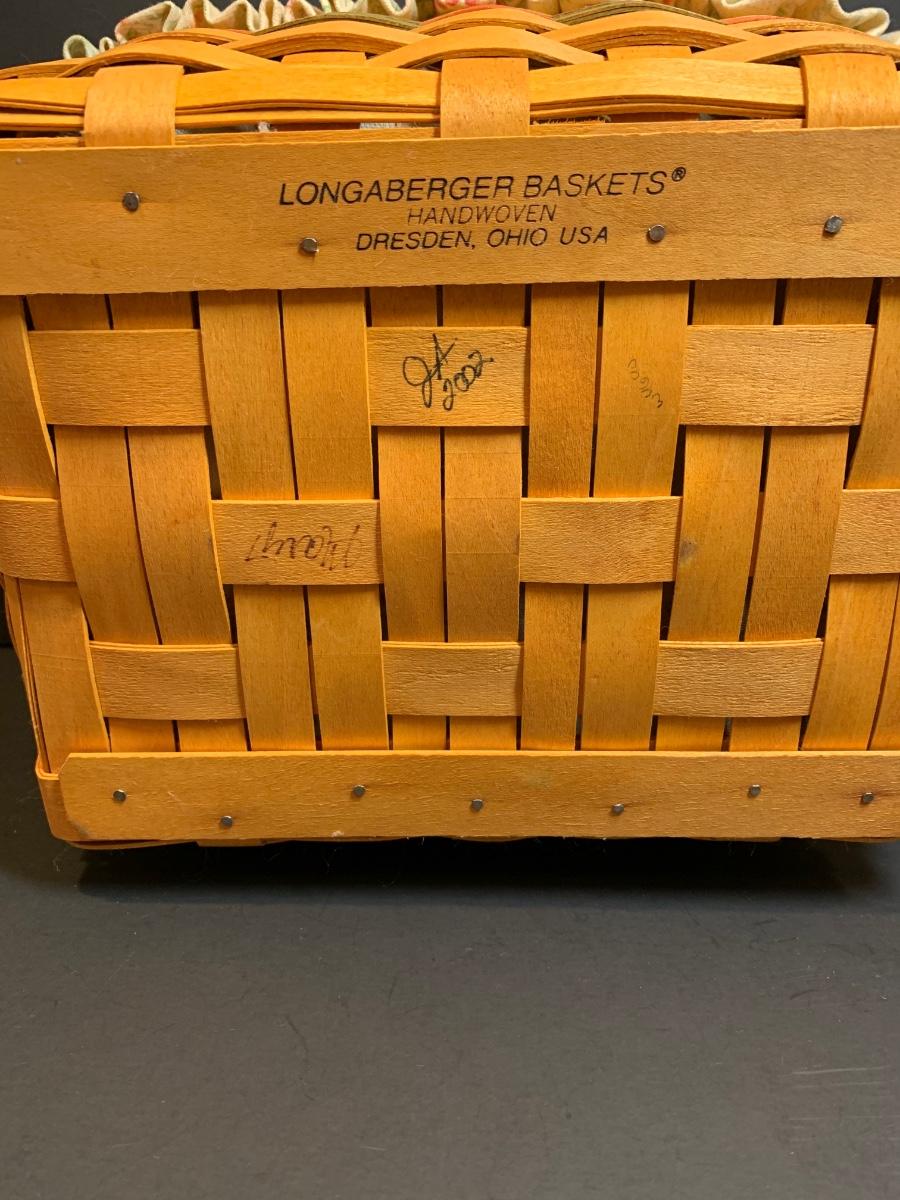 LONGABERGER BASKETS®
HANDWOVEN
DRESDEN, OHIO USA
2002